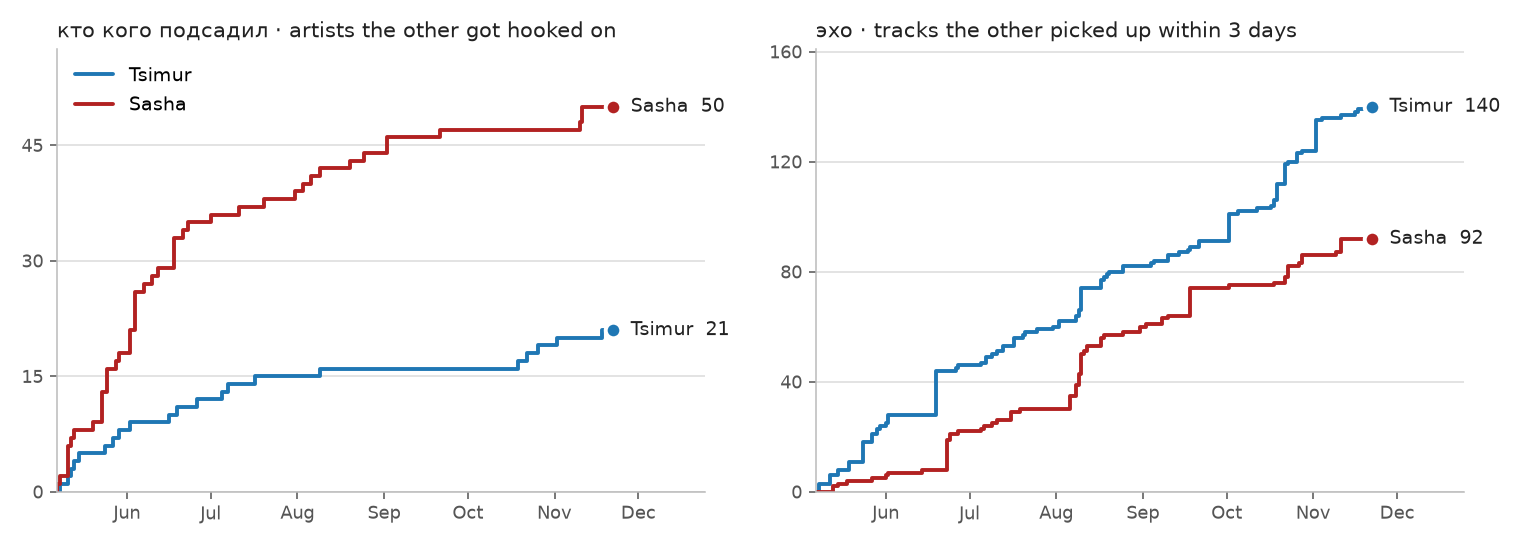 кто кого подсадил · artists the other got hooked on
Tsimur
Sasha
Sasha 50
Tsimur 21
45
30
15
0
Jun Jul Aug Sep Oct Nov Dec
эхо · tracks the other picked up within 3 days
160
120
80
40
0
Tsimur 140
Sasha 92
Jun Jul Aug Sep Oct Nov Dec